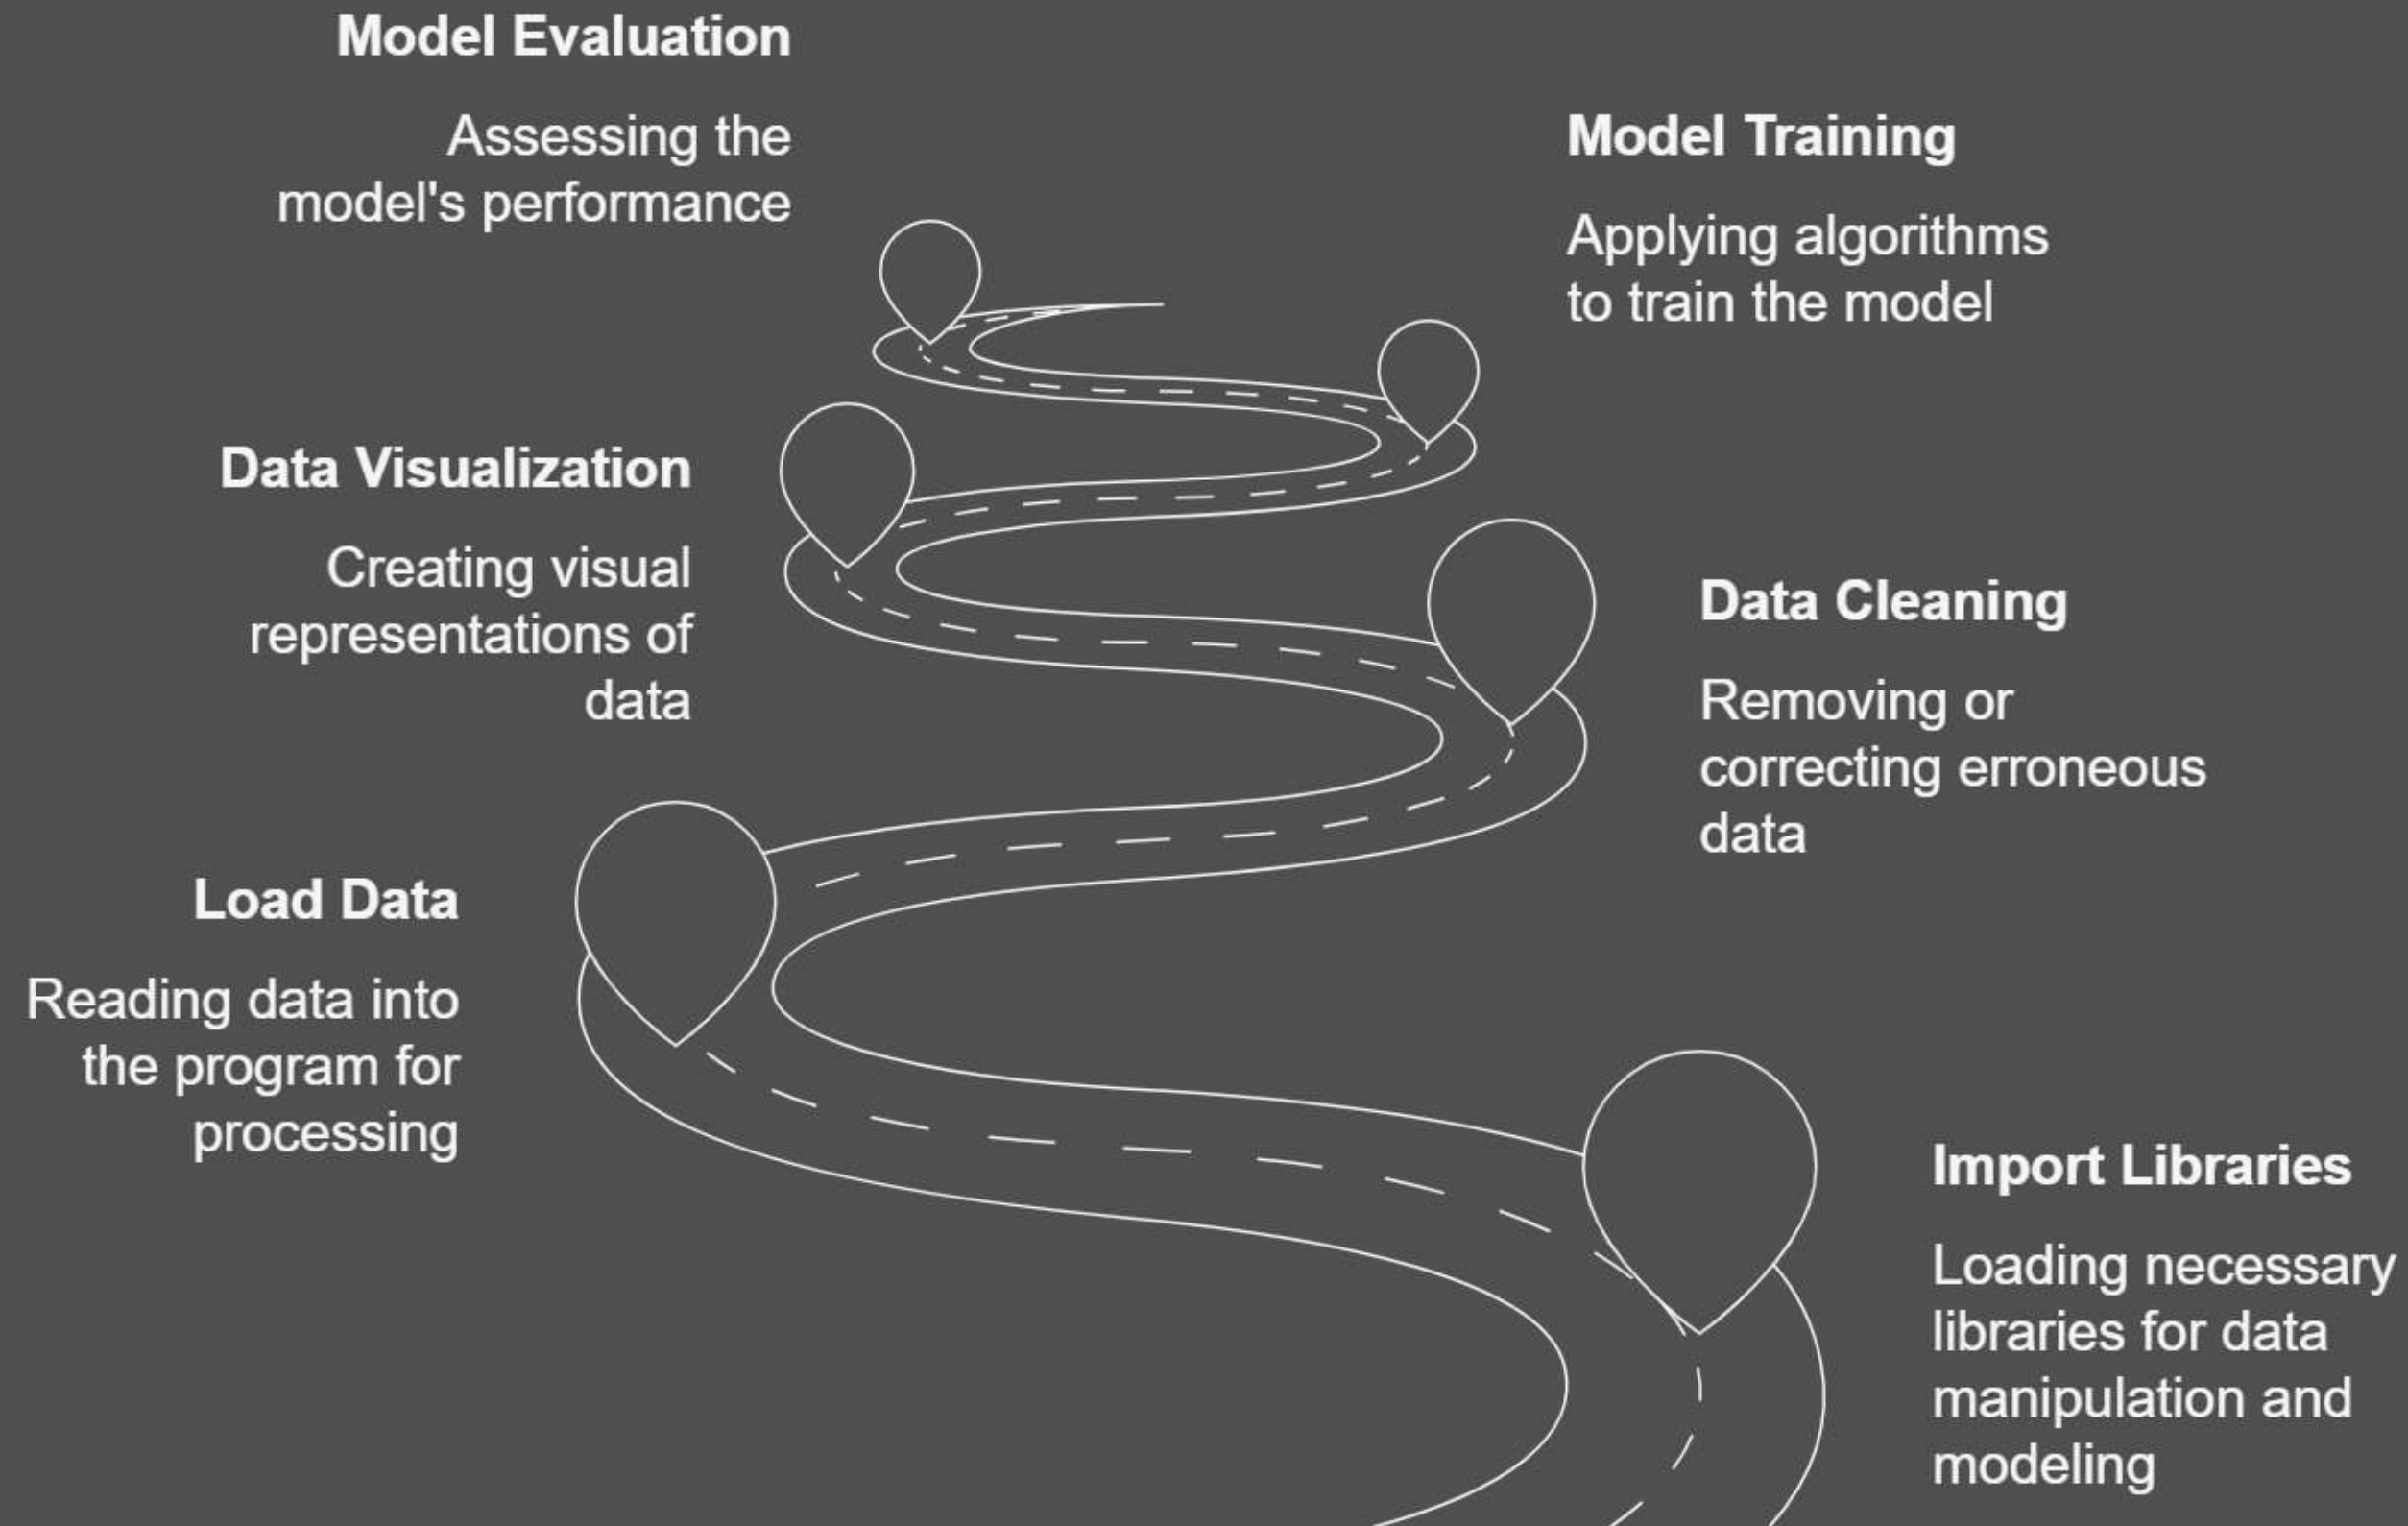 Model Evaluation
Assessing the
model's performance
Model Training
Applying algorithms
to train the model
Data Visualization
Creating visual
representations of
data
Data Cleaning
Removing or
correcting erroneous
data
Load Data
Reading data into
the program for
processing
Import Libraries
Loading necessary
libraries for data
manipulation and
modeling